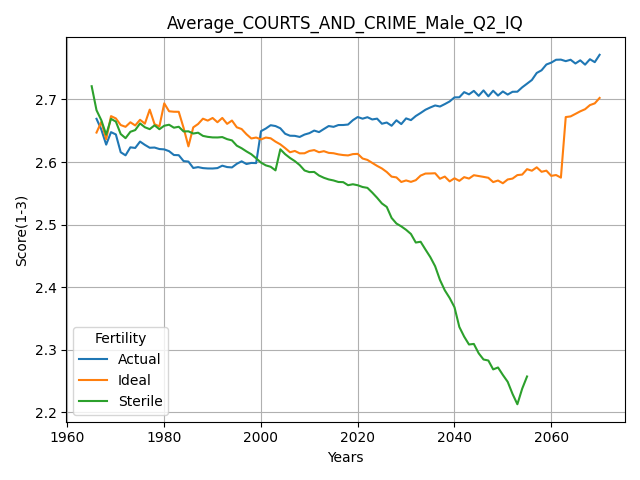 Average_COURTS_AND_CRIME_Male_Q2_IQ
Score(1-3)
2.7
2.6
2.5
2.4
2.3
2.2
Fertility
Actual
Ideal
Sterile
1960 1980 2000 2020 2040 2060
Years